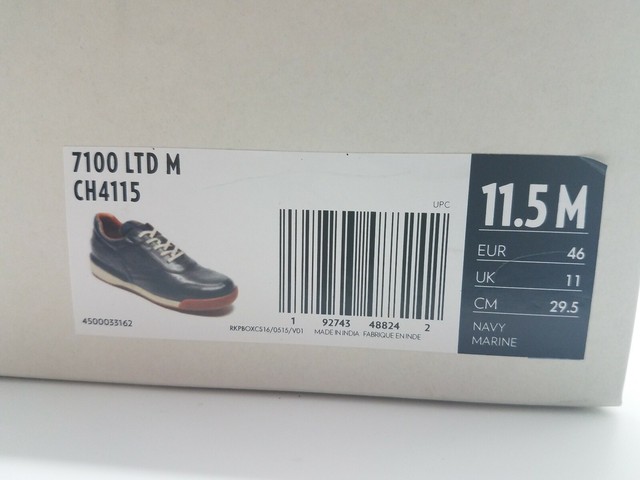 7100 LTD M
CH4115
4500033162
UPC
1 92743 48824 2
RKPBOXCS16/0515/V01 MADE IN INDIA FABRIQUE EN INDE
11.5 M
EUR 46
UK 11
CM 29.5
NAVY
MARINE